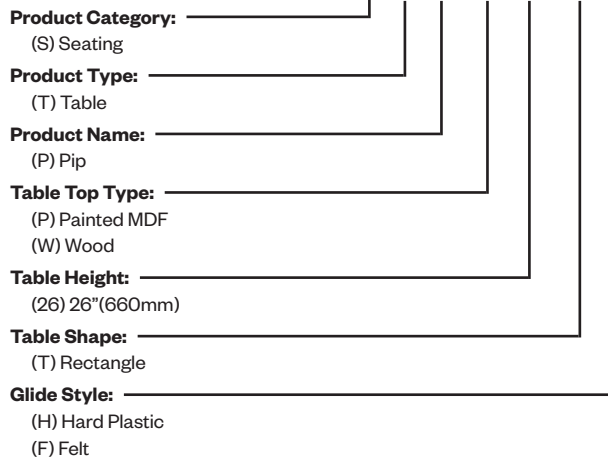 Product Category:
(S) Seating
Product Type:
(T) Table
Product Name:
(P) Pip
Table Top Type:
(P) Painted MDF
(W) Wood
Table Height:
(26) 26”(660mm)
Table Shape:
(T) Rectangle
Glide Style:
(H) Hard Plastic
(F) Felt